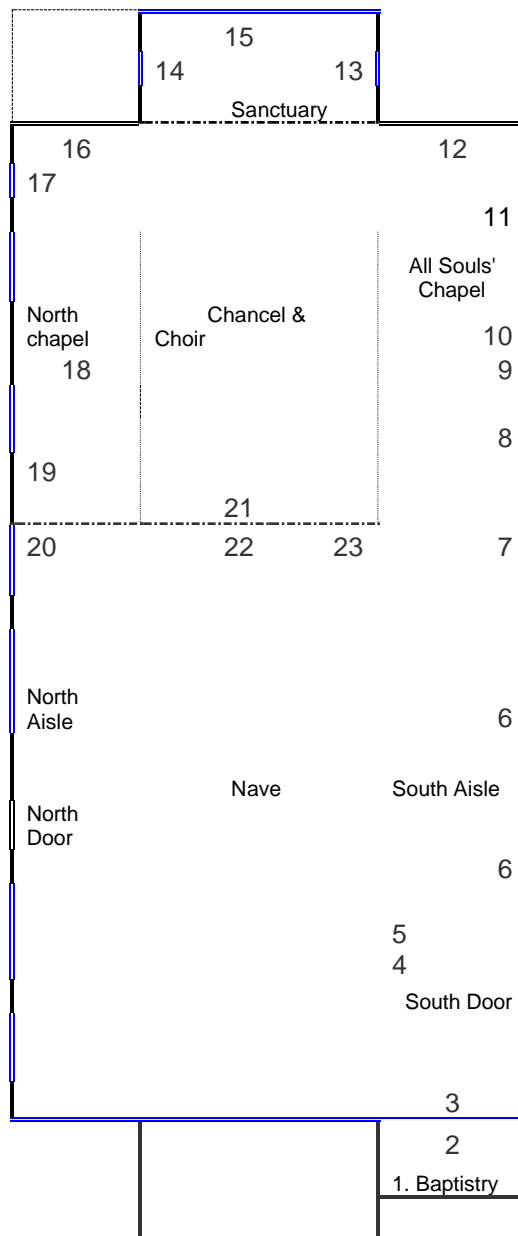 15
14 13
Sanctuary
16 12
17
11
All Souls'
Chapel
North Chancel &
chapel Choir
10
18 9
8
19
21
20 22 23 7
North
Aisle 6
Nave South Aisle
North
Door
6
5
4
South Door
3
2
1. Baptistry